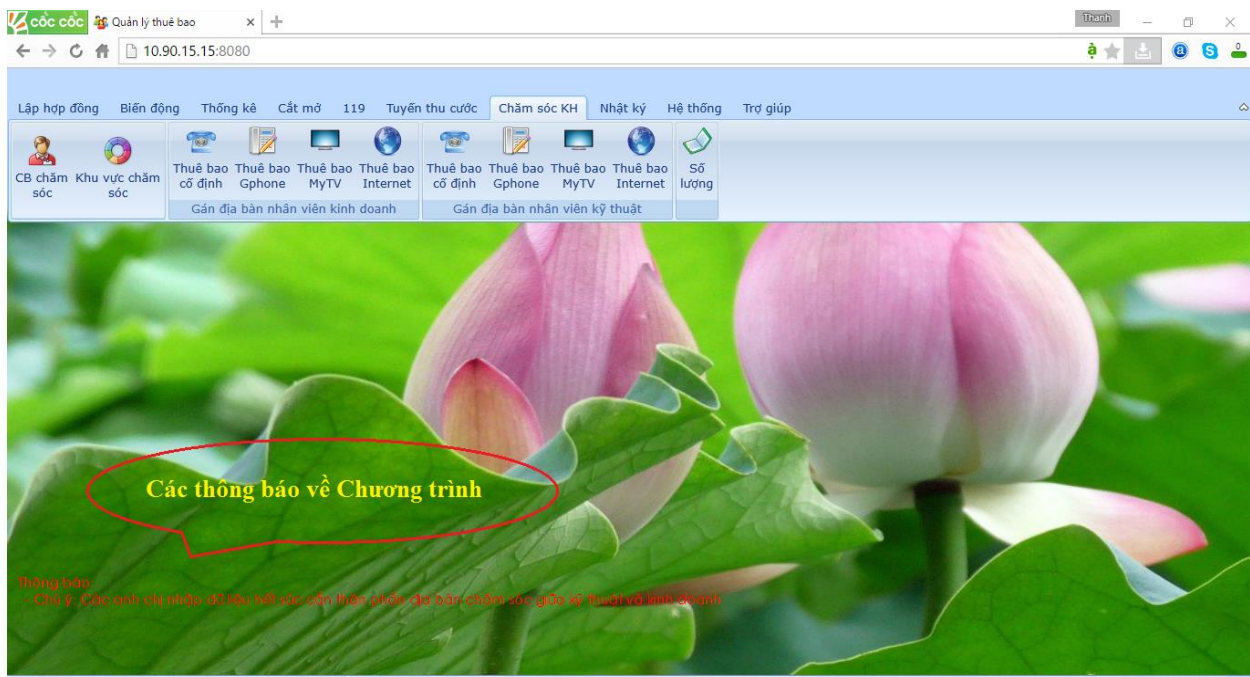 cốc cốc Quản lý thuê bao Thanh
10.90.15.15:8080
Lập hợp đồng Biến động Thống kê Cắt mở 119 Tuyến thu cước Chăm sóc KH Nhật ký Hệ thống Trợ giúp
CB chăm sóc
Khu vực chăm sóc
Thuê bao cố định
Thuê bao Gphone
Thuê bao MyTV
Thuê bao Internet
Gán địa bàn nhân viên kinh doanh
Thuê bao cố định
Thuê bao Gphone
Thuê bao MyTV
Thuê bao Internet
Gán địa bàn nhân viên kỹ thuật
Số lượng
Các thông báo về Chương trình
Thông báo:
- Chú ý: Các anh chị nhập dữ liệu hết sức cẩn thận phần địa bàn chăm sóc giữa kỹ thuật và kinh doanh